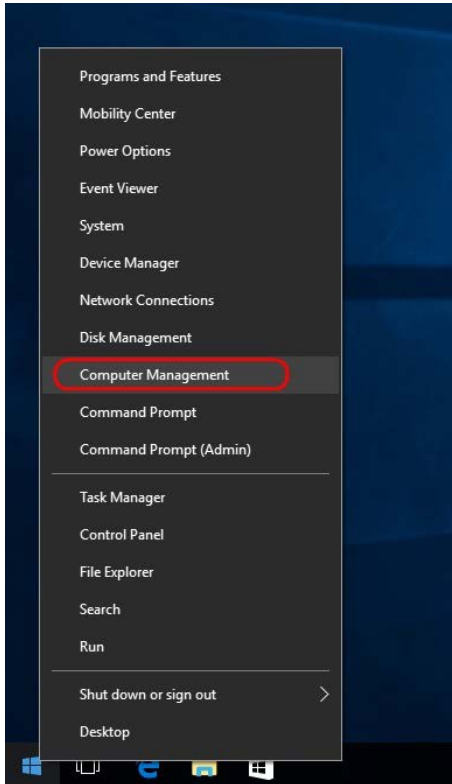 Programs and Features
Mobility Center
Power Options
Event Viewer
System
Device Manager
Network Connections
Disk Management
Computer Management
Command Prompt
Command Prompt (Admin)
Task Manager
Control Panel
File Explorer
Search
Run
Shut down or sign out
Desktop